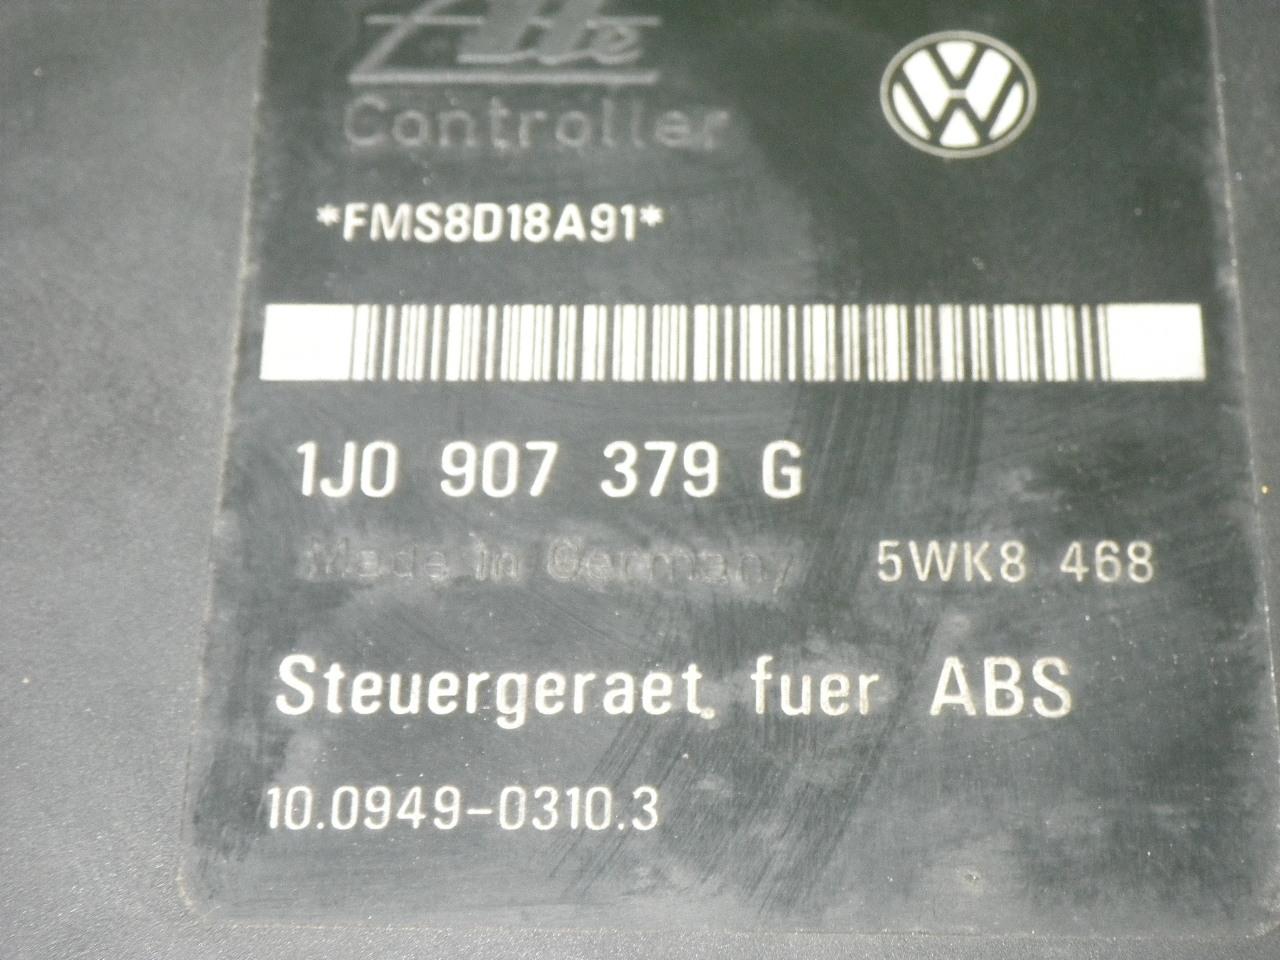 Ate
Controller
*FMS8D18A91*
1J0 907 379 G
Made in Germany 5WK8 468
Steuergeraet fuer ABS
10.0949-0310.3